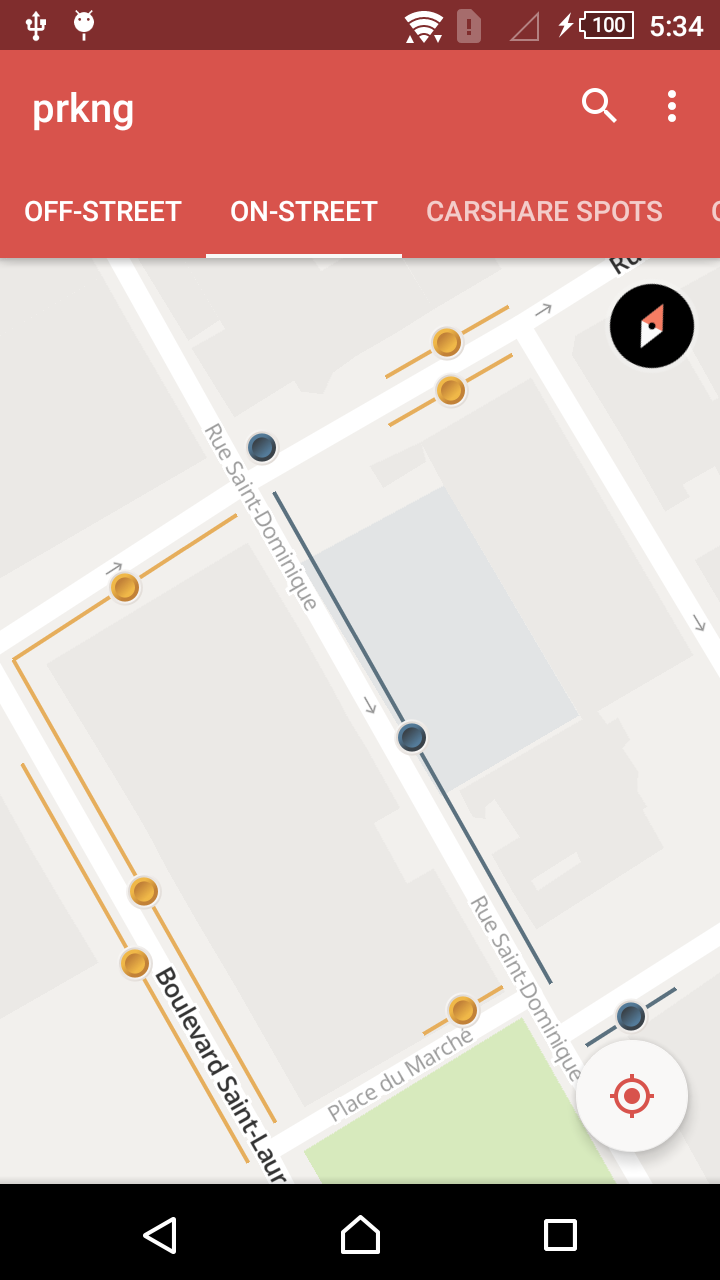 100 5:34
prkng
OFF-STREET ON-STREET CARSHARE SPOTS
Rue Saint-Dominique
Rue Saint-Dominique
Boulevard Saint-Laur
Place du Marche